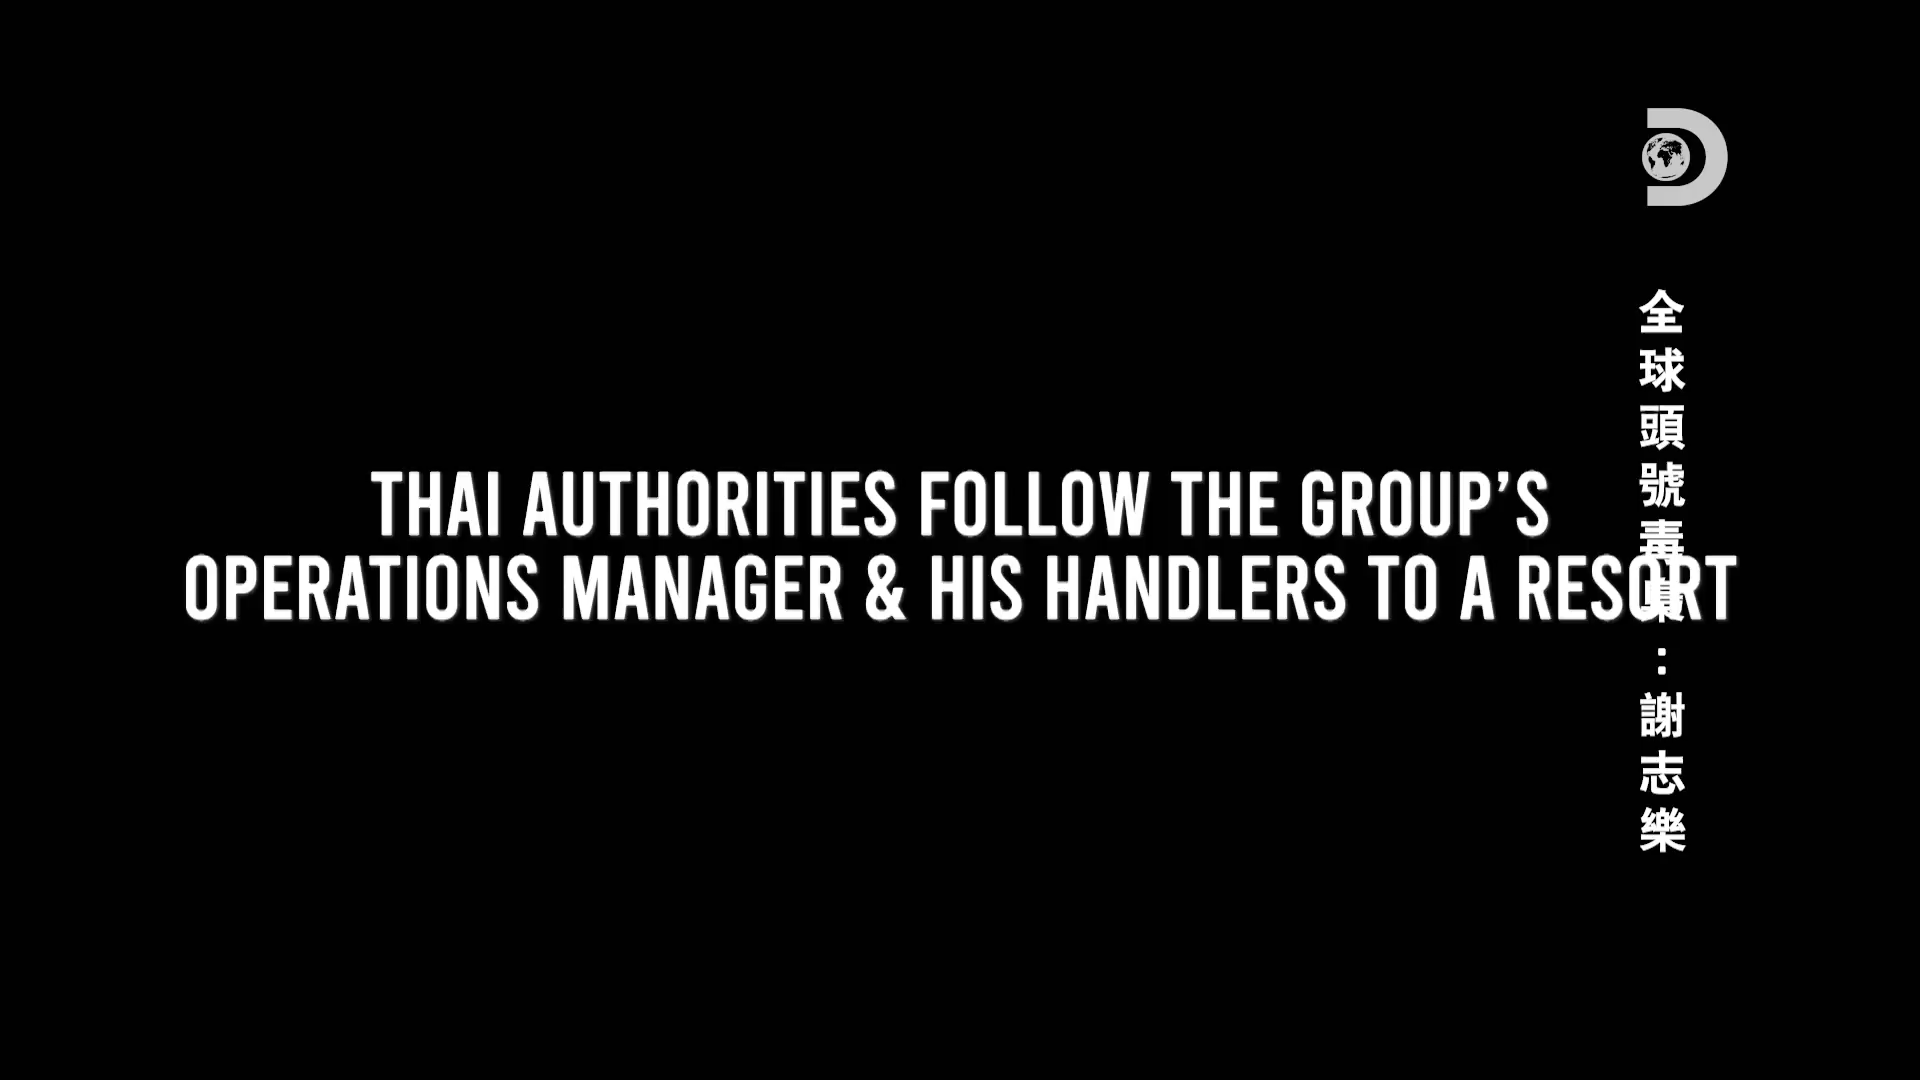 THAI AUTHORITIES FOLLOW THE GROUP’S
OPERATIONS MANAGER & HIS HANDLERS TO A RESORT
全球頭號毒梟：謝志樂